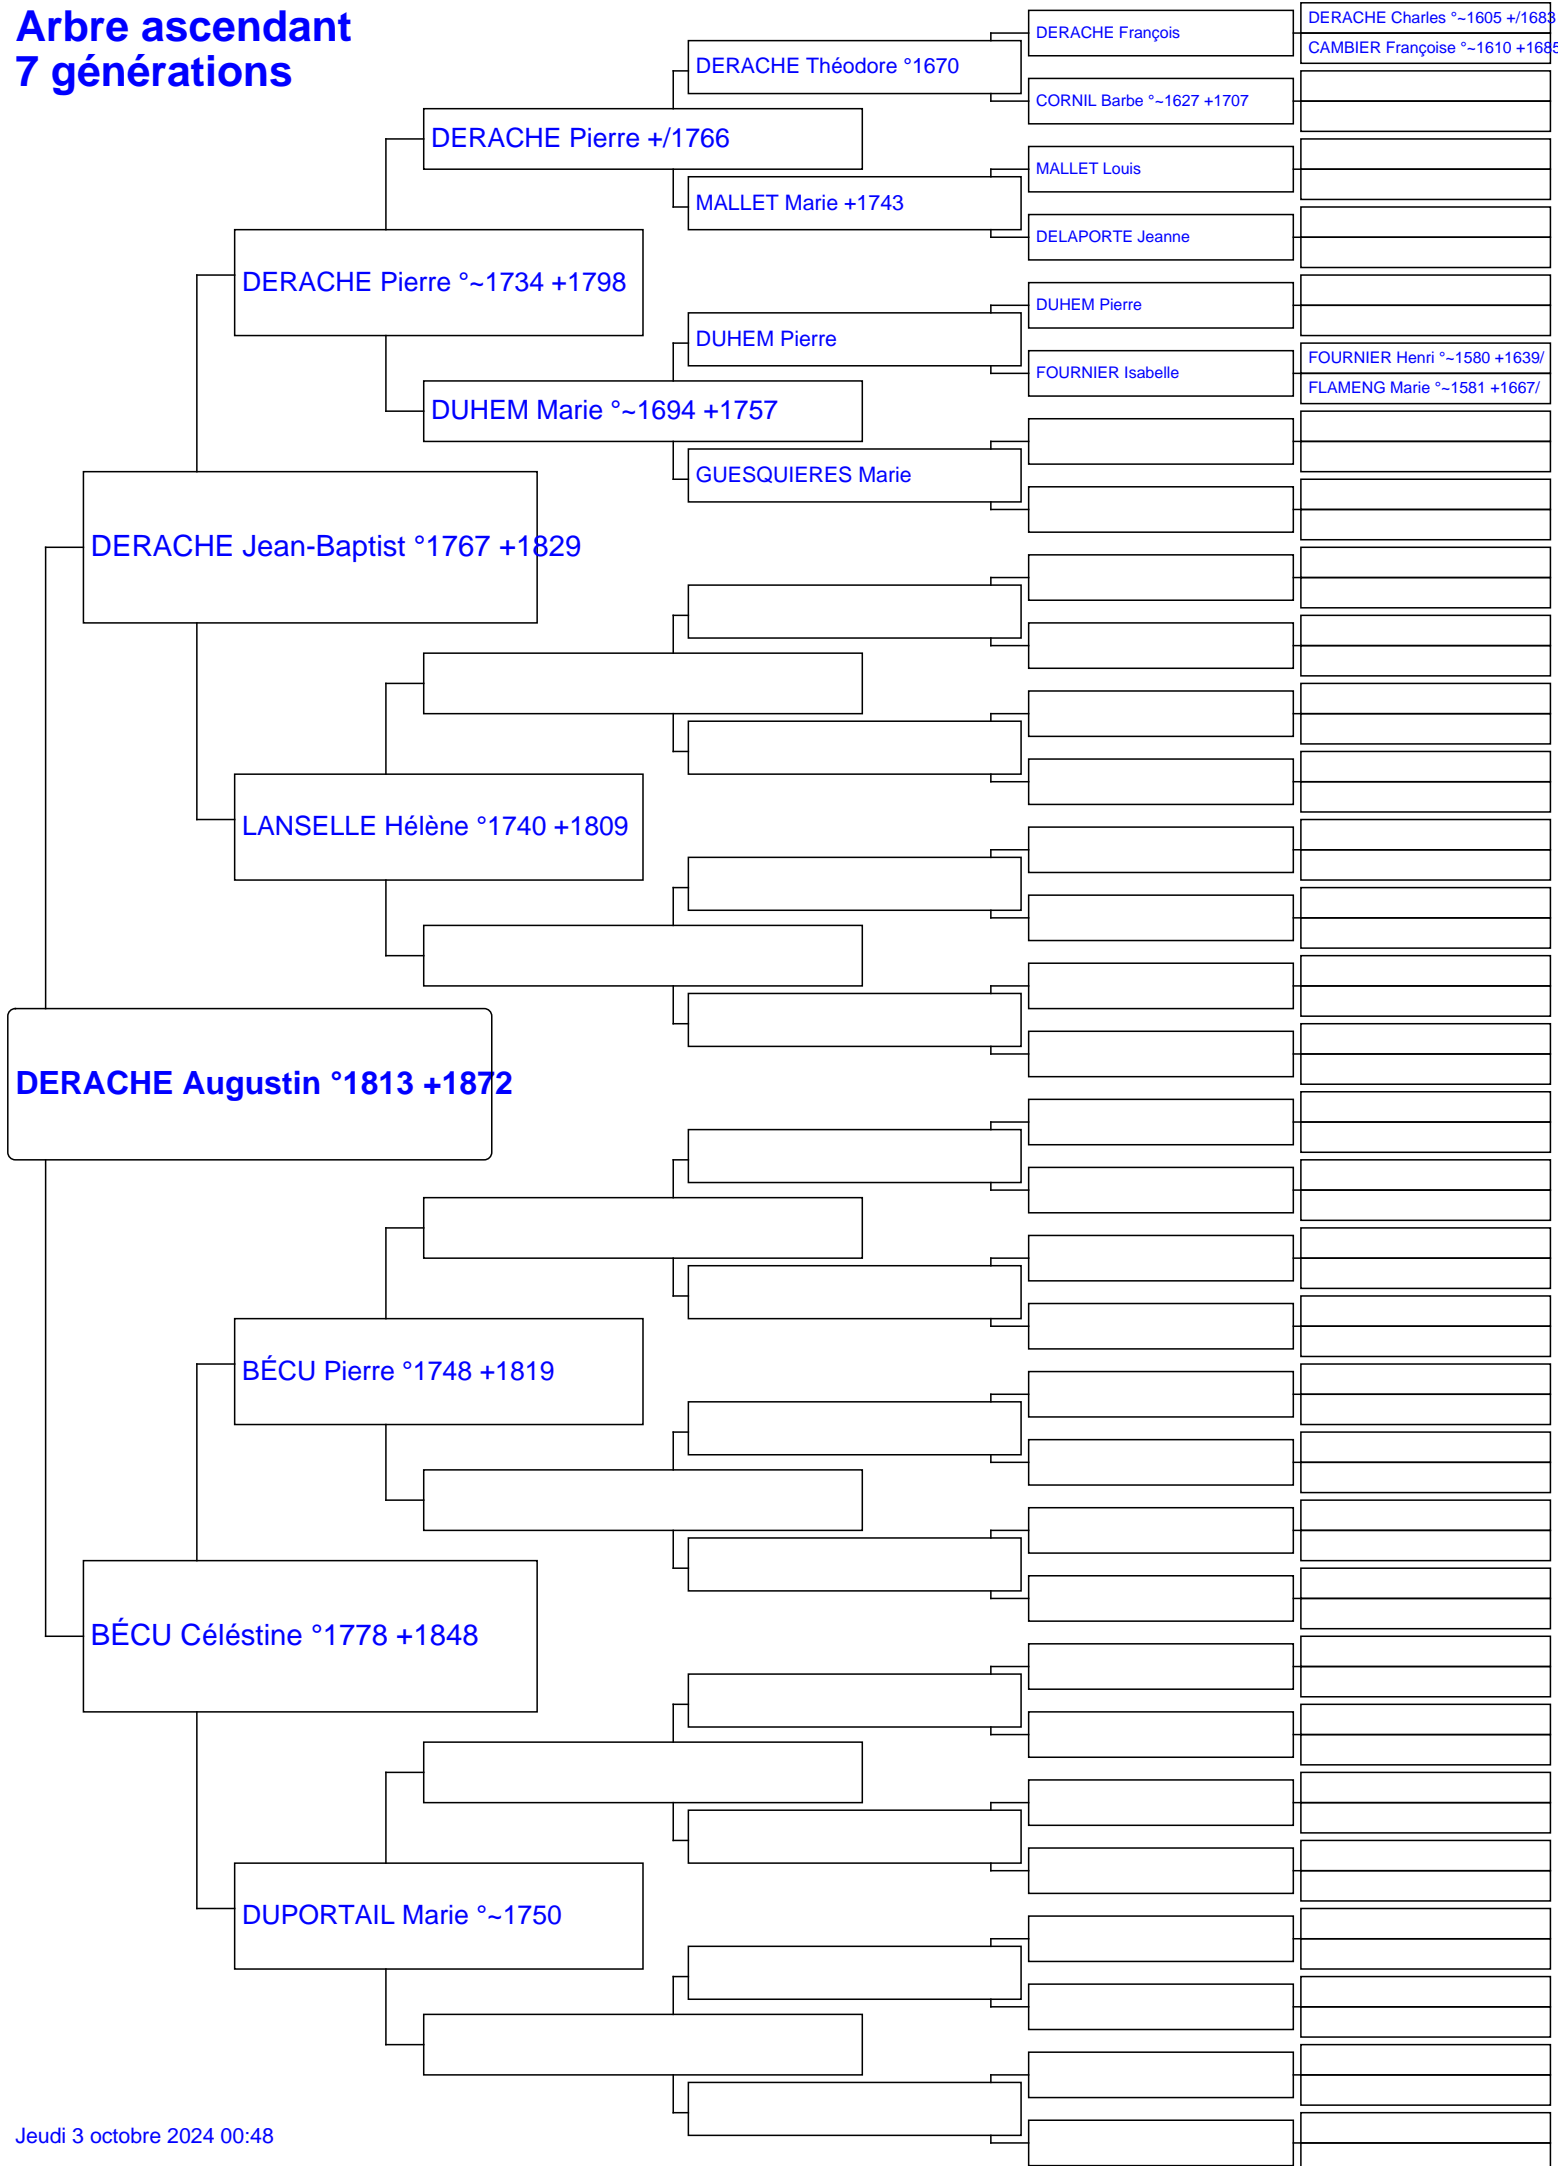 Arbre ascendant
7 générations
DERACHE Charles °~1605 +/1683
DERACHE François
CAMBIER Françoise °~1610 +1685
DERACHE Théodore °1670
CORNIL Barbe °~1627 +1707
DERACHE Pierre +/1766
MALLET Louis
MALLET Marie +1743
DELAPORTE Jeanne
DERACHE Pierre °~1734 +1798
DUHEM Pierre
DUHEM Pierre
FOURNIER Henri °~1580 +1639/
FOURNIER Isabelle
FLAMENG Marie °~1581 +1667/
DUHEM Marie °~1694 +1757
GUESQUIERES Marie
DERACHE Jean-Baptist °1767 +1829
LANSELLE Hélène °1740 +1809
DERACHE Augustin °1813 +1872
BÉCU Pierre °1748 +1819
BÉCU Céléstine °1778 +1848
DUPORTAIL Marie °~1750
Jeudi 3 octobre 2024 00:48